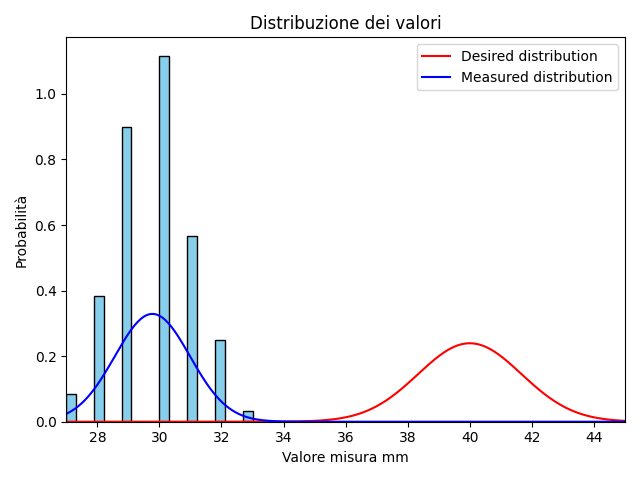 Distribuzione dei valori
Desired distribution
Measured distribution
Probabilità
1.0
0.8
0.6
0.4
0.2
0.0
28 30 32 34 36 38 40 42 44
Valore misura mm